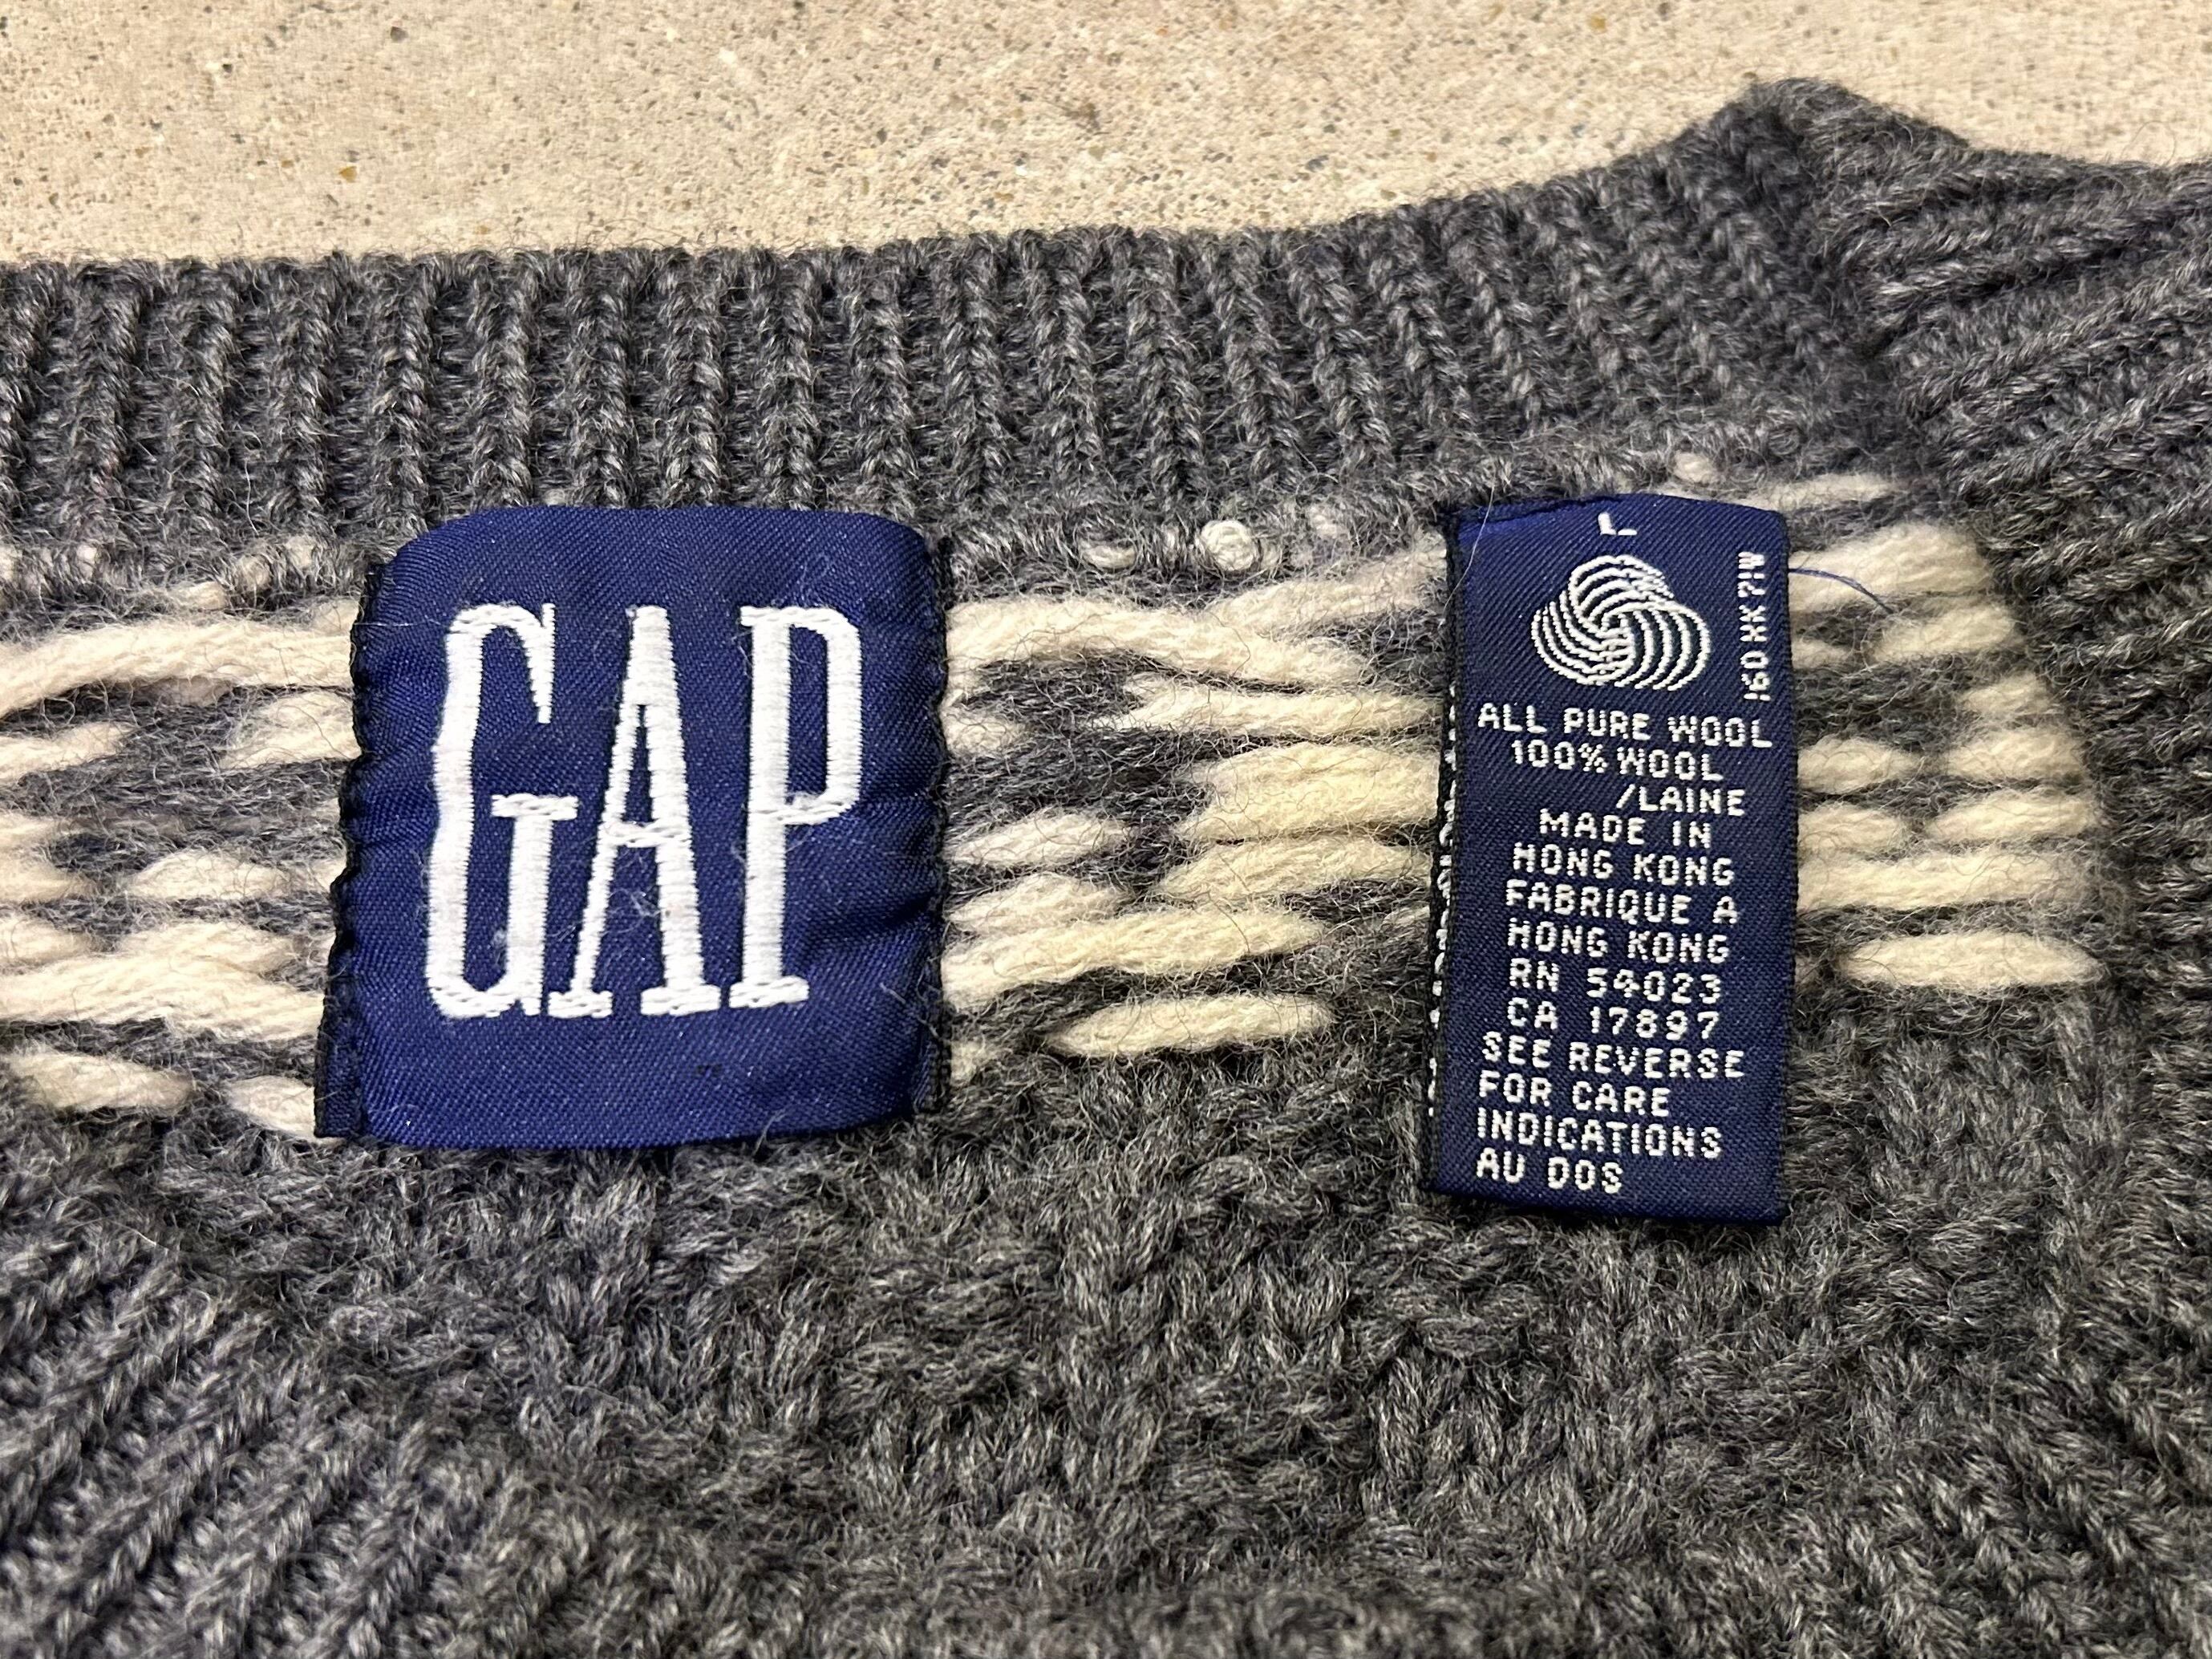 GAP
L
ALL PURE WOOL
100% WOOL
/LAINE
MADE IN
HONG KONG
FABRIQUE A
HONG KONG
RN 54023
CA 17897
SEE REVERSE
FOR CARE
INDICATIONS
AU DOS